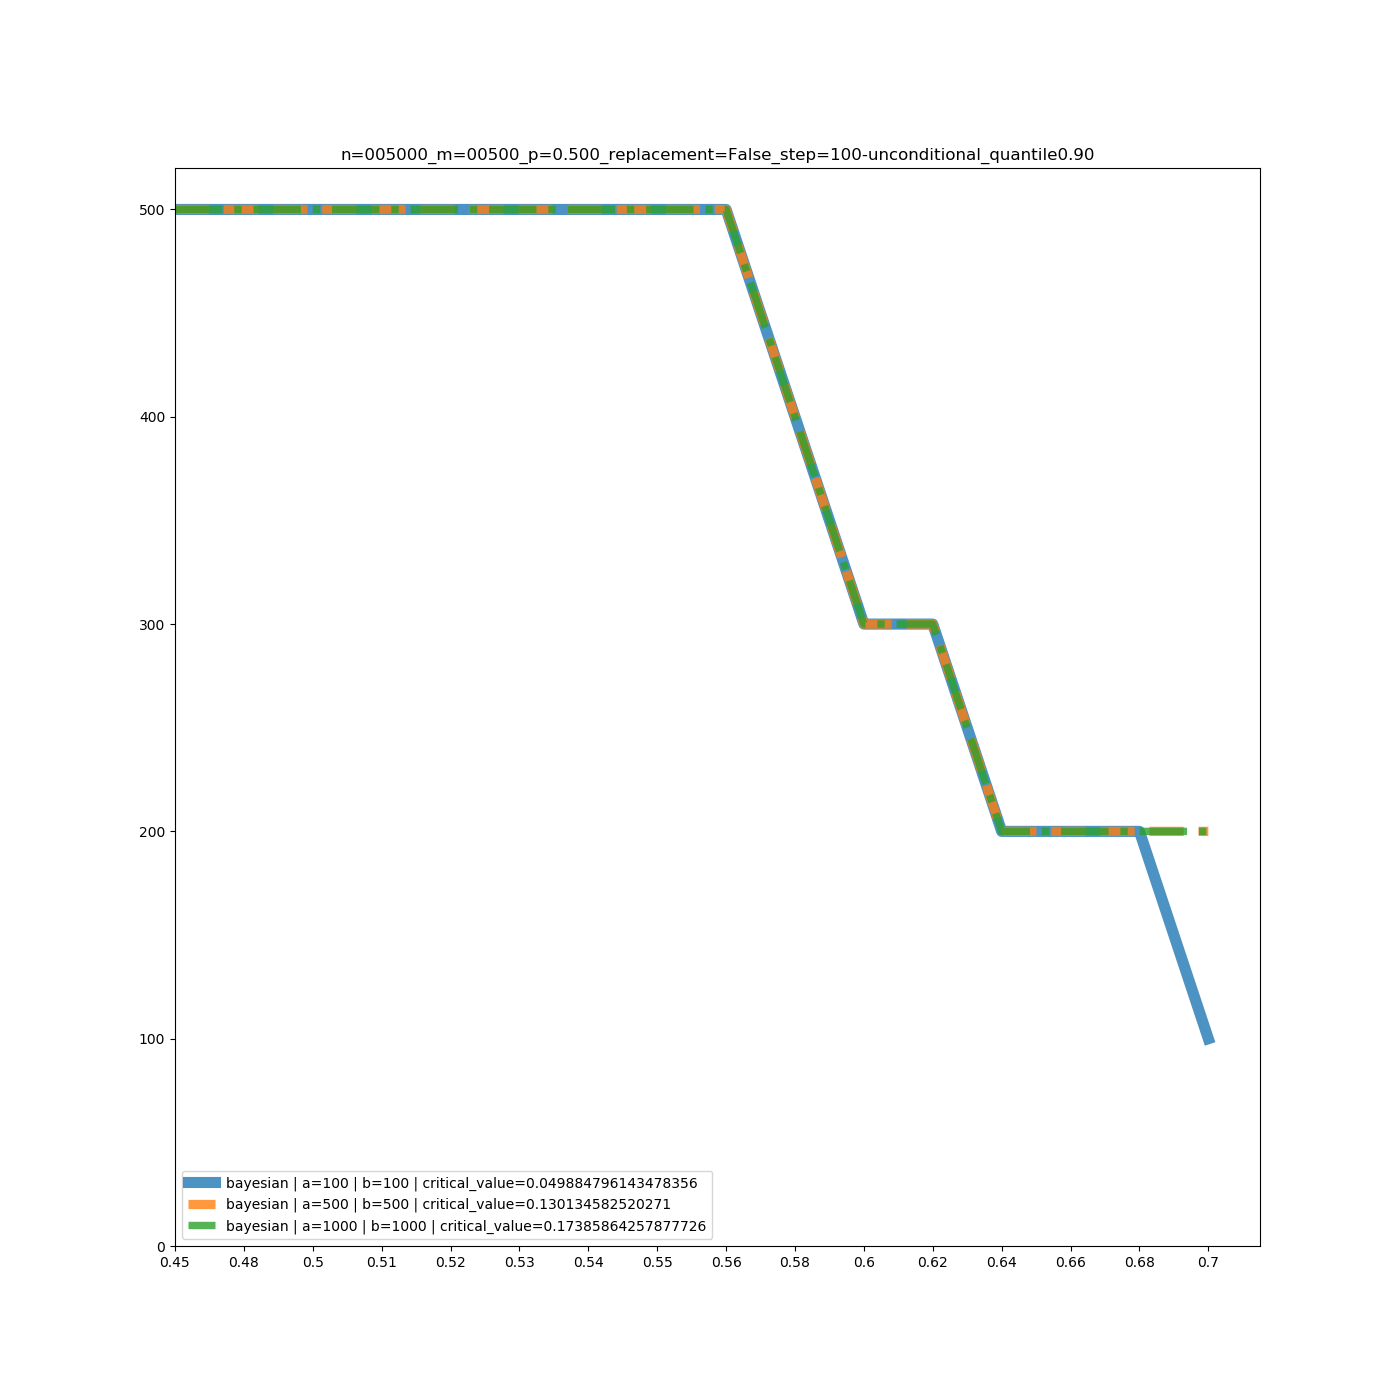 n=005000_m=00500_p=0.500_replacement=False_step=100-unconditional_quantile0.90
500
400
300
200
100
0
bayesian | a=100 | b=100 | critical_value=0.049884796143478356
bayesian | a=500 | b=500 | critical_value=0.130134582520271
bayesian | a=1000 | b=1000 | critical_value=0.17385864257877726
0.45 0.48 0.5 0.51 0.52 0.53 0.54 0.55 0.56 0.58 0.6 0.62 0.64 0.66 0.68 0.7